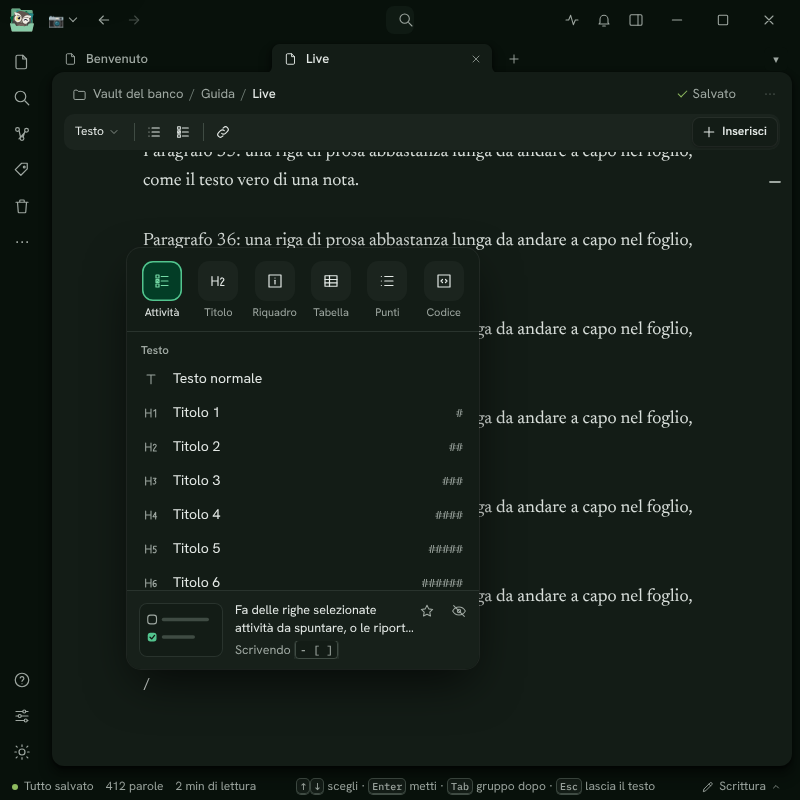 Benvenuto
Live
Vault del banco / Guida / Live
Salvato
Testo
Inserisci
Paragrafo 35: una riga di prosa abbastanza lunga da andare a capo nel foglio,
come il testo vero di una nota.
Paragrafo 36: una riga di prosa abbastanza lunga da andare a capo nel foglio,
Attività
Titolo
Riquadro
Tabella
Punti
Codice
ga da andare a capo nel foglio,
Testo
Testo normale
H1 Titolo 1 #
ga da andare a capo nel foglio,
H2 Titolo 2 ##
H3 Titolo 3 ###
ga da andare a capo nel foglio,
H4 Titolo 4 ####
H5 Titolo 5 #####
H6 Titolo 6 ######
ga da andare a capo nel foglio,
Fa delle righe selezionate
attività da spuntare, o le riport…
Scrivendo - [ ]
/
Tutto salvato 412 parole 2 min di lettura ↑ ↓ scegli · Enter metti · Tab gruppo dopo · Esc lascia il testo Scrittura